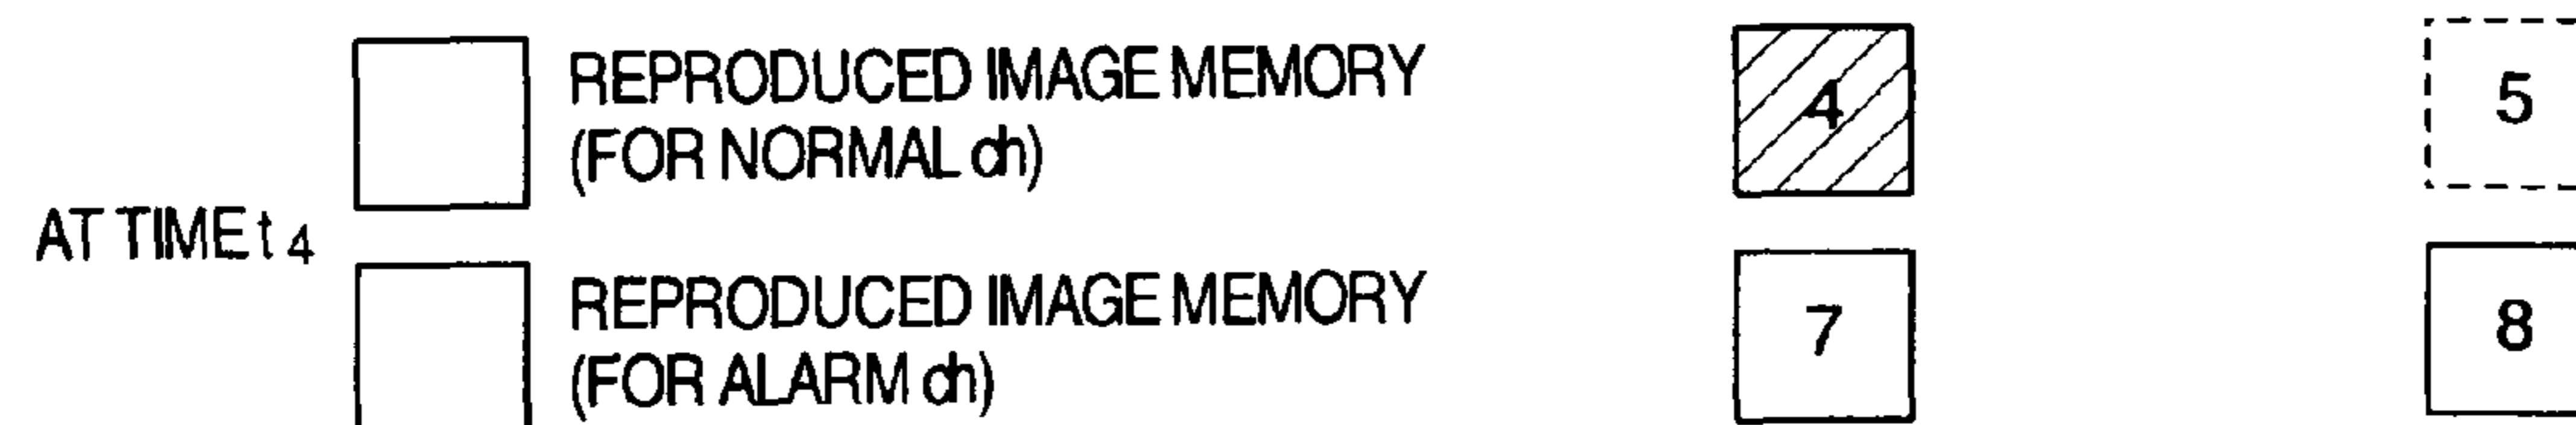 REPRODUCED IMAGE MEMORY
(FOR NORMAL ch)
4
5
AT TIME t 4
REPRODUCED IMAGE MEMORY
(FOR ALARM ch)
7
8